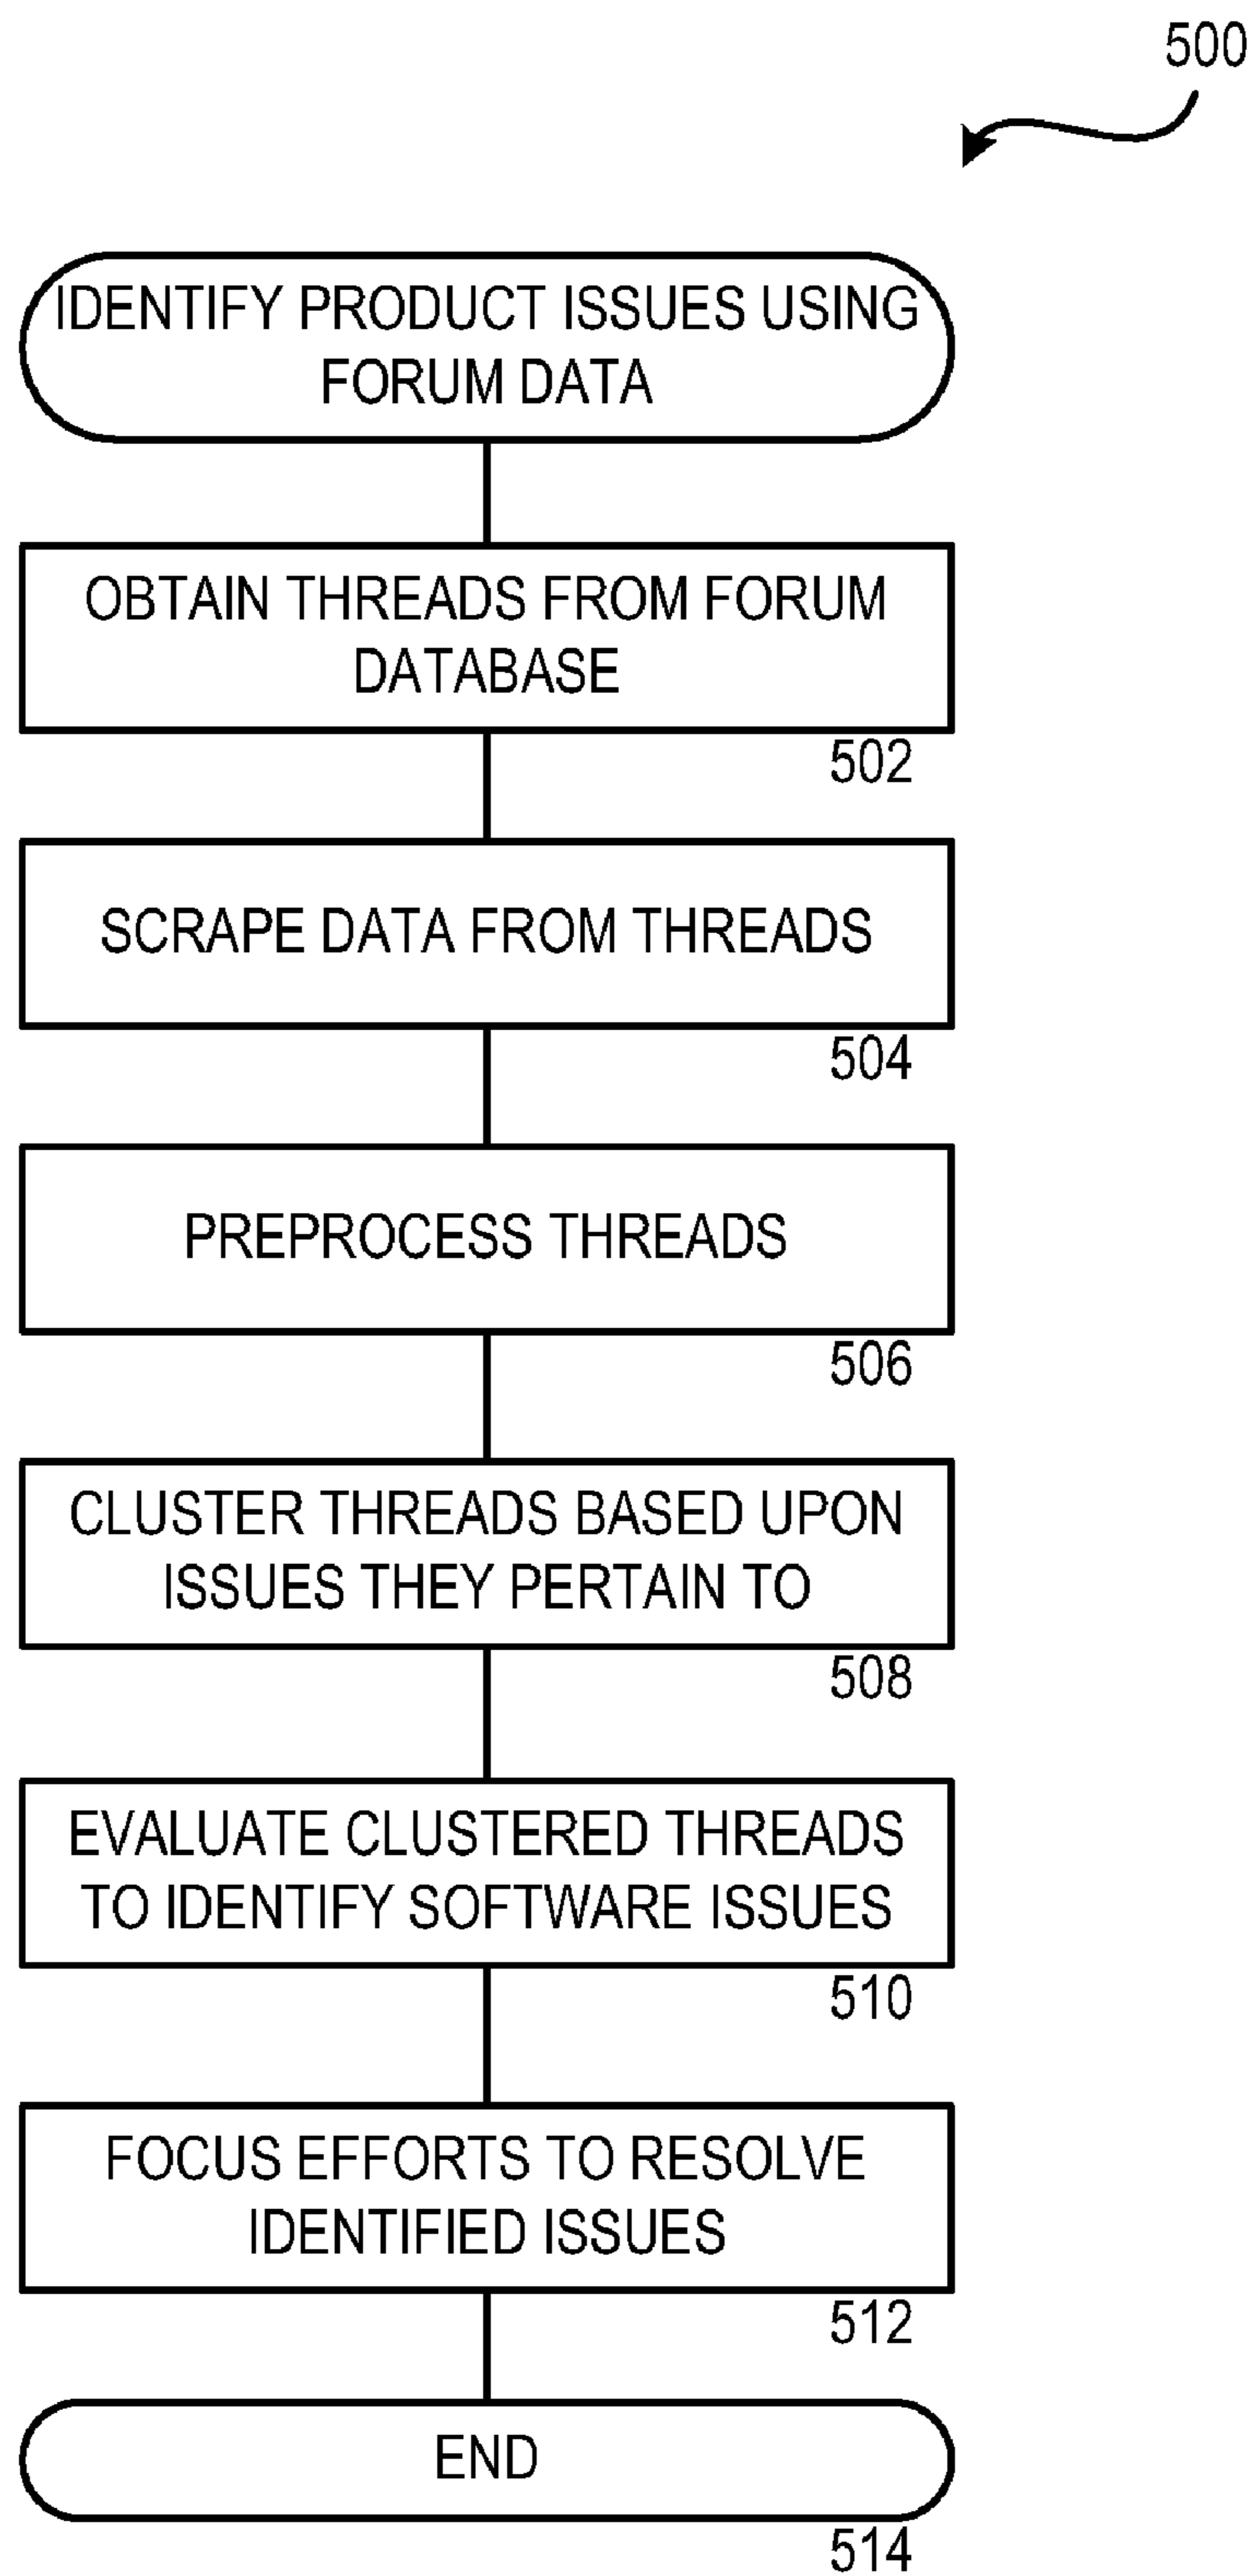 500
IDENTIFY PRODUCT ISSUES USING
FORUM DATA
OBTAIN THREADS FROM FORUM
DATABASE
502
SCRAPE DATA FROM THREADS
504
PREPROCESS THREADS
506
CLUSTER THREADS BASED UPON
ISSUES THEY PERTAIN TO
508
EVALUATE CLUSTERED THREADS
TO IDENTIFY SOFTWARE ISSUES
510
FOCUS EFFORTS TO RESOLVE
IDENTIFIED ISSUES
512
END
514